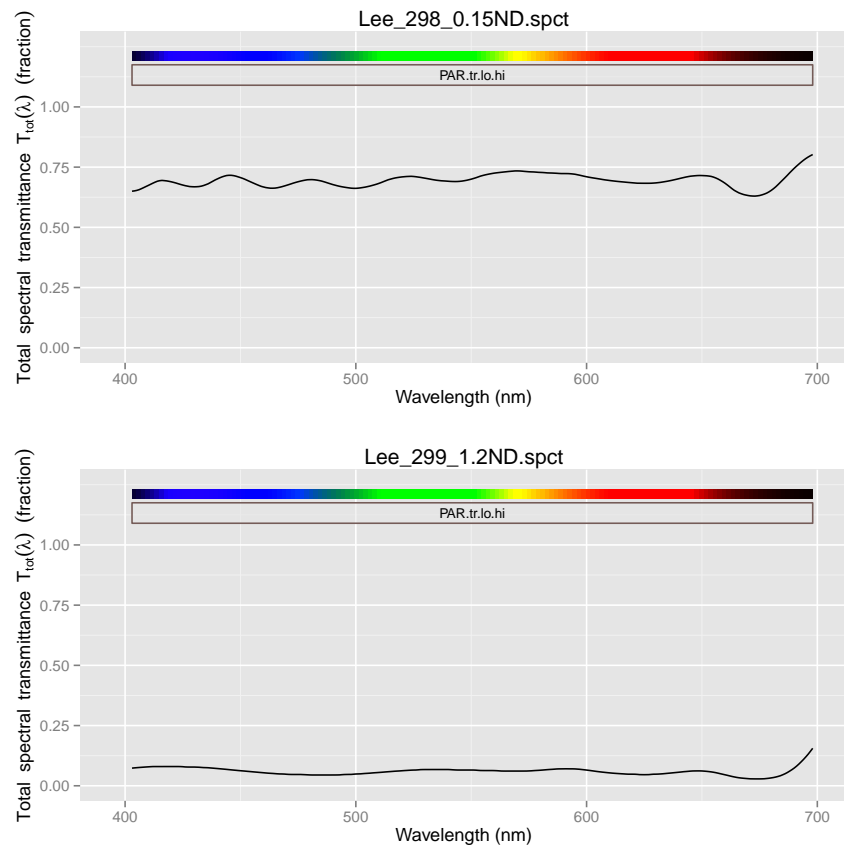 Lee_298_0.15ND.spct
PAR.tr.lo.hi
Total spectral transmittance Ttot(λ) (fraction)
1.00
0.75
0.50
0.25
0.00
400 500 600 700
Wavelength (nm)
Lee_299_1.2ND.spct
PAR.tr.lo.hi
Total spectral transmittance Ttot(λ) (fraction)
1.00
0.75
0.50
0.25
0.00
400 500 600 700
Wavelength (nm)